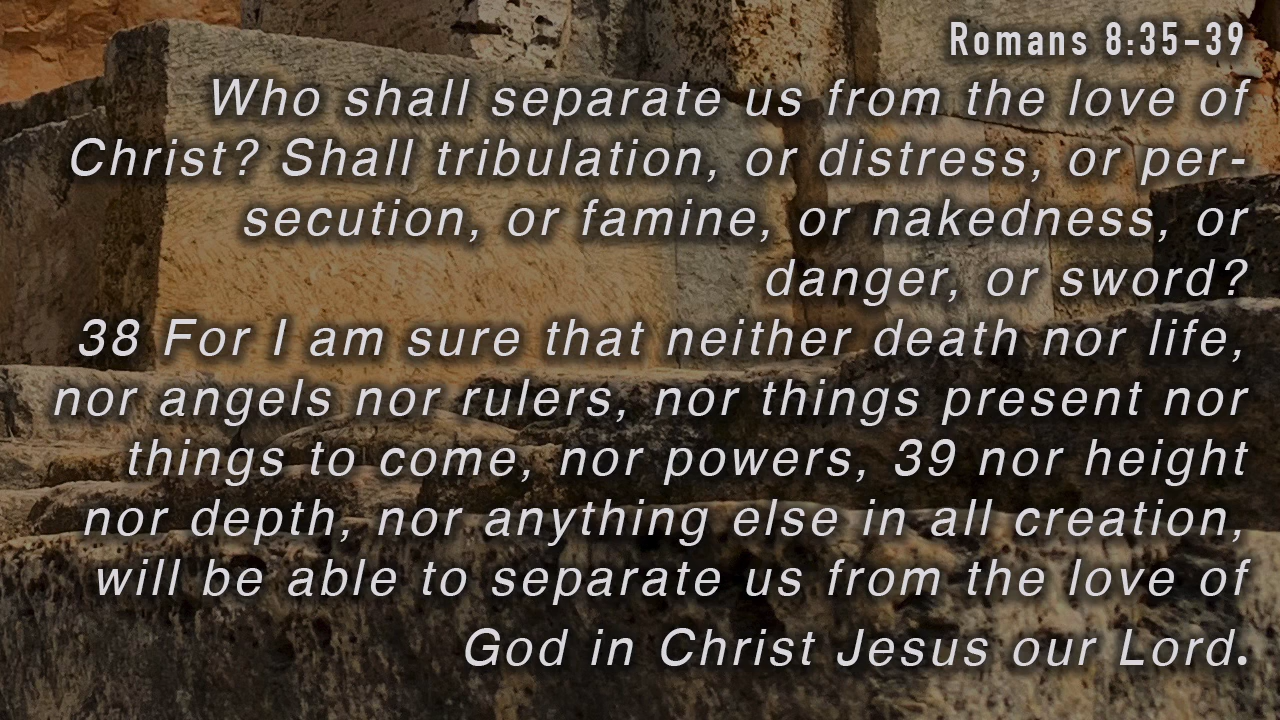 Romans 8:35-39
Who shall separate us from the love of
Christ? Shall tribulation, or distress, or per-
secution, or famine, or nakedness, or
danger, or sword?
38 For I am sure that neither death nor life,
nor angels nor rulers, nor things present nor
things to come, nor powers, 39 nor height
nor depth, nor anything else in all creation,
will be able to separate us from the love of
God in Christ Jesus our Lord.